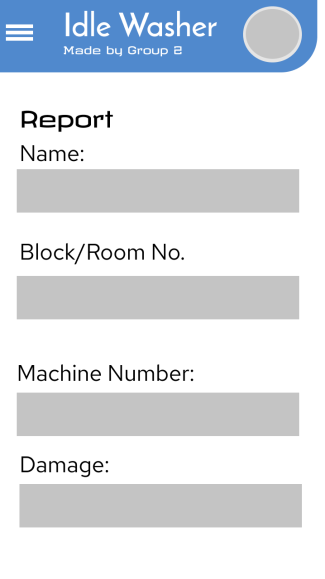 Idle Washer
Made by Group 2
Report
Name:
Block/Room No.
Machine Number:
Damage: